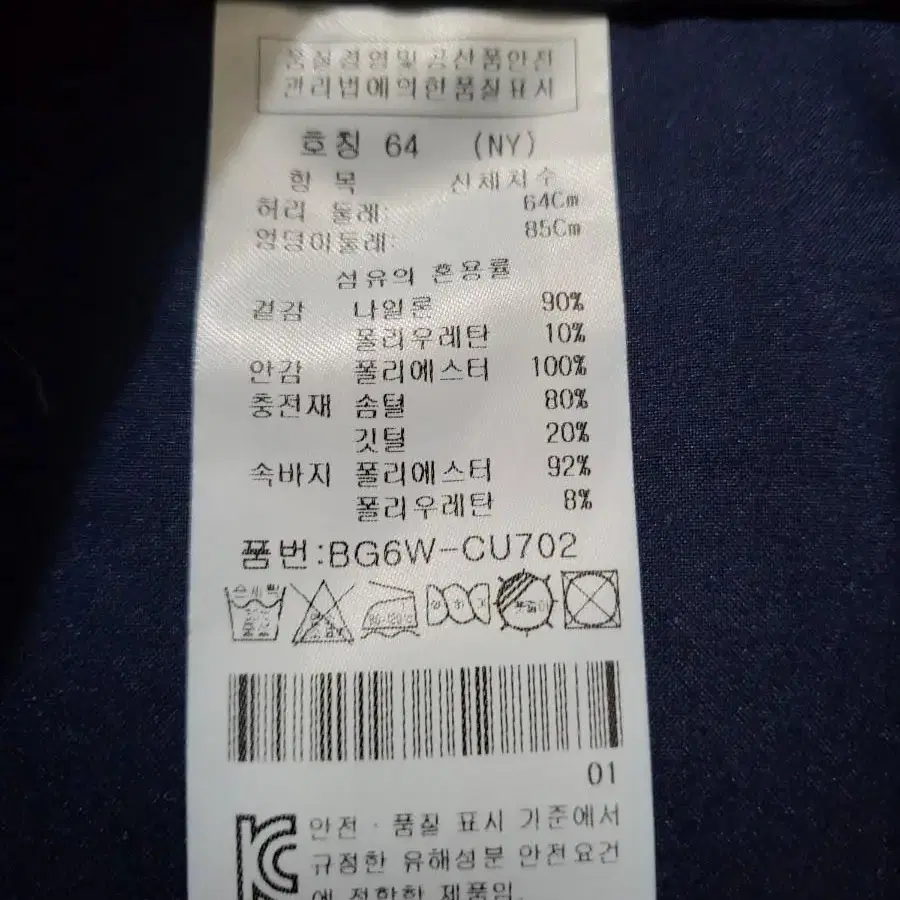 품질경영및공산품안전
관리법에의한품질표시
호칭 64 (NY)
항 목 신체치수
허리 둘레: 64Cm
엉덩이둘레: 85Cm
섬유의 혼용률
겉감 나일론 90%
폴리우레탄 10%
안감 폴리에스터 100%
충전재 솜털 80%
깃털 20%
속바지 폴리에스터 92%
폴리우레탄 8%
품번:BG6W-CU702
손세탁
80-120℃
01
안전·품질 표시 기준에서
규정한 유해성분 안전요건
에 적합한 제품임.